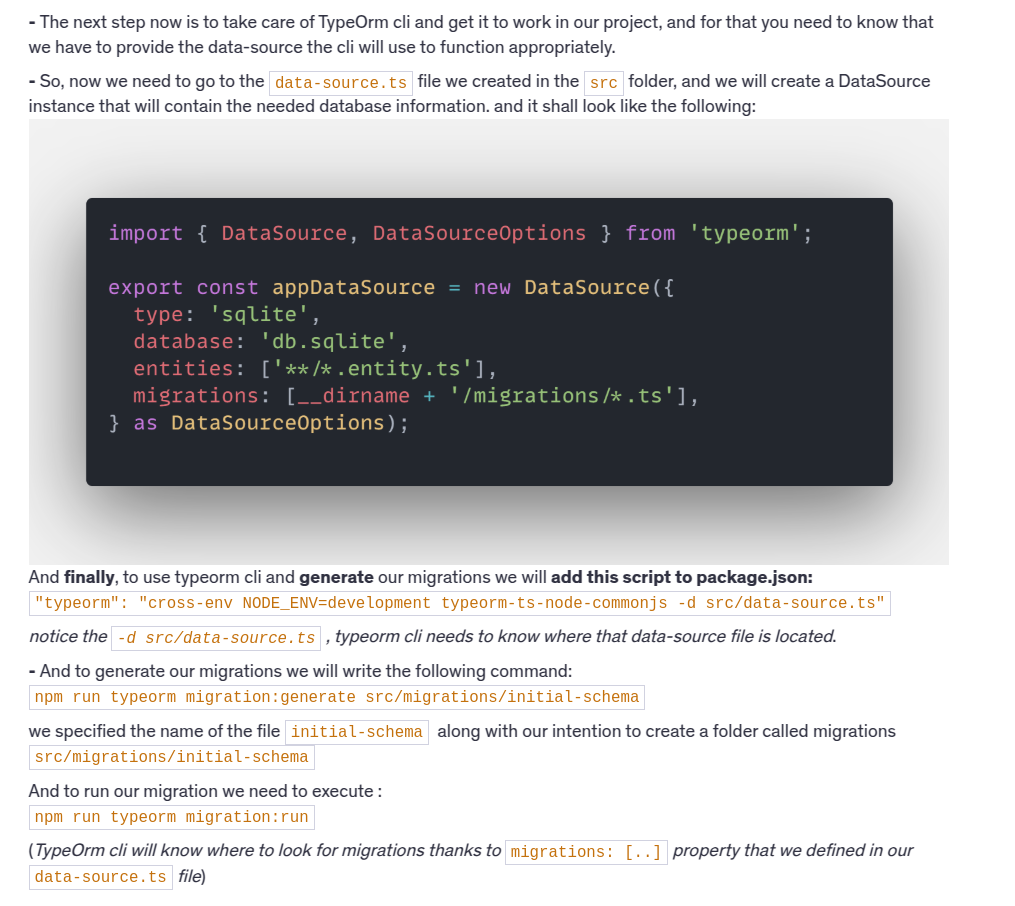 - The next step now is to take care of TypeOrm cli and get it to work in our project, and for that you need to know that
we have to provide the data-source the cli will use to function appropriately.
- So, now we need to go to the data-source.ts file we created in the src folder, and we will create a DataSource
instance that will contain the needed database information. and it shall look like the following:
import { DataSource, DataSourceOptions } from 'typeorm';
export const appDataSource = new DataSource({
  type: 'sqlite',
  database: 'db.sqlite',
  entities: ['**/*.entity.ts'],
  migrations: [__dirname + '/migrations/*.ts'],
} as DataSourceOptions);
And finally, to use typeorm cli and generate our migrations we will add this script to package.json:
"typeorm": "cross-env NODE_ENV=development typeorm-ts-node-commonjs -d src/data-source.ts"
notice the -d src/data-source.ts , typeorm cli needs to know where that data-source file is located.
- And to generate our migrations we will write the following command:
npm run typeorm migration:generate src/migrations/initial-schema
we specified the name of the file initial-schema along with our intention to create a folder called migrations
src/migrations/initial-schema
And to run our migration we need to execute :
npm run typeorm migration:run
(TypeOrm cli will know where to look for migrations thanks to migrations: [..] property that we defined in our
data-source.ts file)